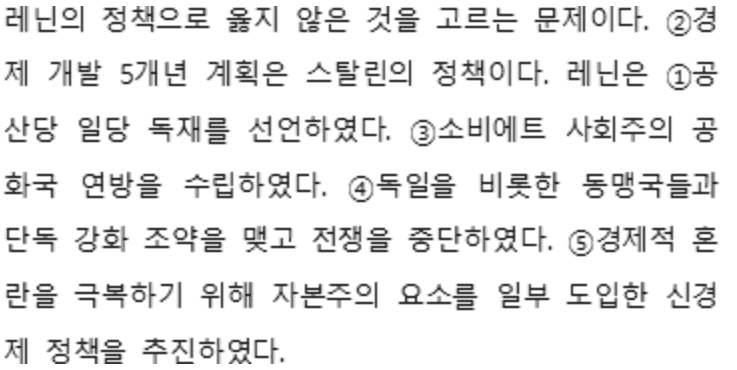 레닌의 정책으로 옳지 않은 것을 고르는 문제이다. ②경
제 개발 5개년 계획은 스탈린의 정책이다. 레닌은 ①공
산당 일당 독재를 선언하였다. ③소비에트 사회주의 공
화국 연방을 수립하였다. ④독일을 비롯한 동맹국들과
단독 강화 조약을 맺고 전쟁을 중단하였다. ⑤경제적 혼
란을 극복하기 위해 자본주의 요소를 일부 도입한 신경
제 정책을 추진하였다.